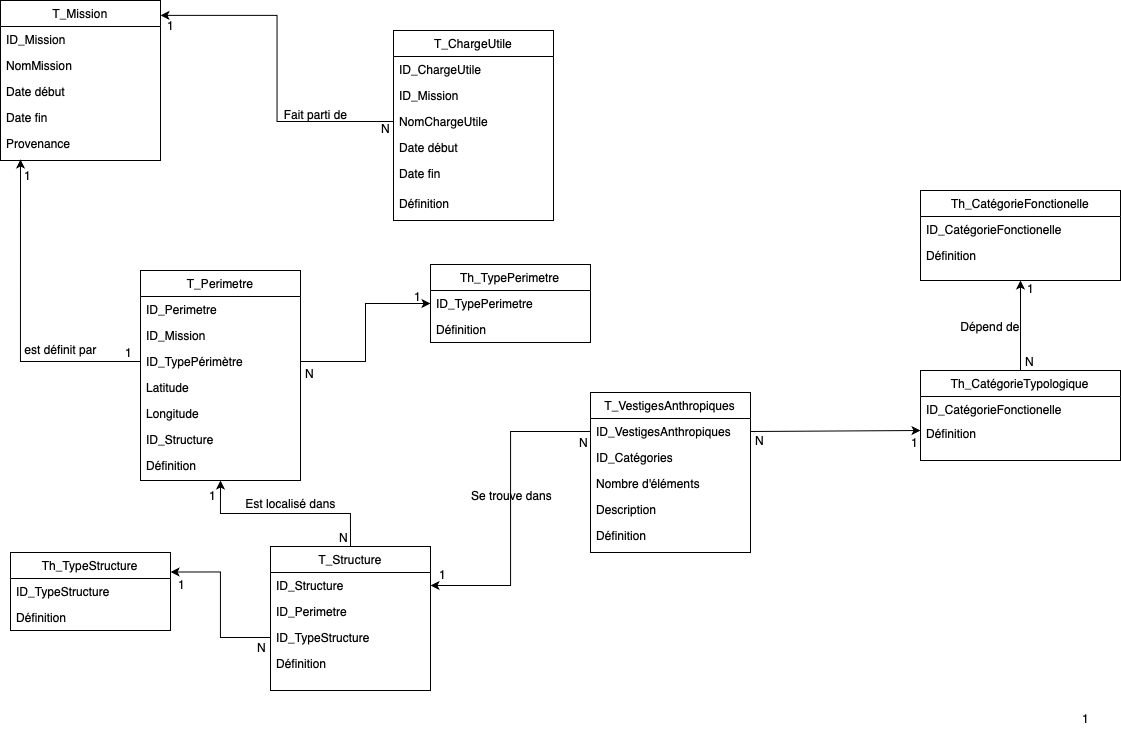 T_Mission
ID_Mission
NomMission
Date début
Date fin
Provenance
1
1
T_ChargeUtile
ID_ChargeUtile
ID_Mission
NomChargeUtile
Date début
Date fin
Définition
Fait parti de
N
Th_CatégorieFonctionelle
ID_CatégorieFonctionelle
Définition
1
Dépend de
N
Th_CatégorieTypologique
ID_CatégorieFonctionelle
Définition
1
T_Perimetre
ID_Perimetre
ID_Mission
ID_TypePérimètre
Latitude
Longitude
ID_Structure
Définition
est définit par
1
N
1
Th_TypePerimetre
ID_TypePerimetre
Définition
T_VestigesAnthropiques
ID_VestigesAnthropiques
ID_Catégories
Nombre d'éléments
Description
Définition
N
N
Se trouve dans
1
1
Est localisé dans
N
Th_TypeStructure
ID_TypeStructure
Définition
1
N
T_Structure
ID_Structure
ID_Perimetre
ID_TypeStructure
Définition
1